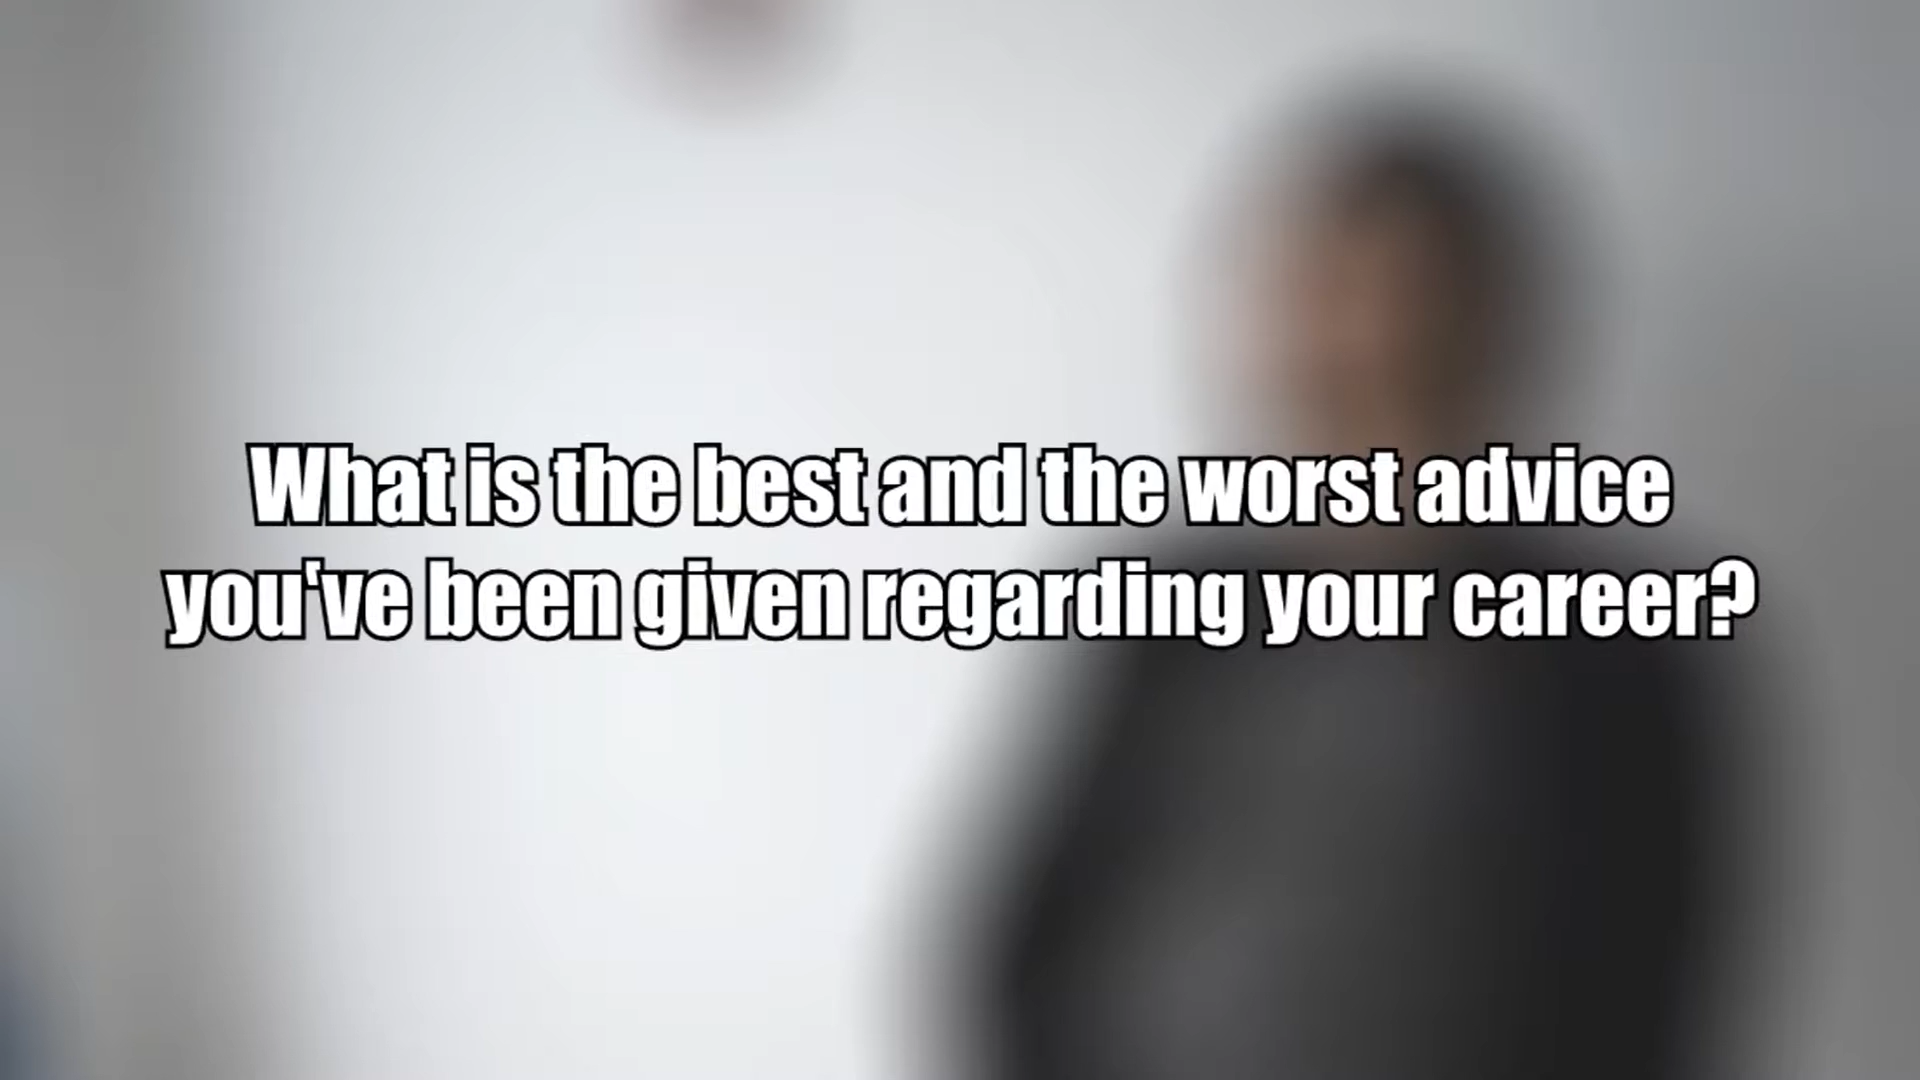 What is the best and the worst advice
you've been given regarding your career?